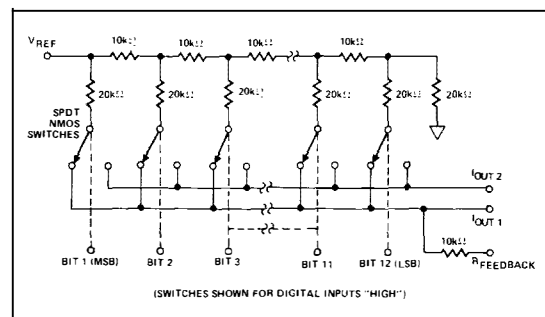 VREF
10kΩ 10kΩ 10kΩ 10kΩ
20kΩ 20kΩ 20kΩ 20kΩ 20kΩ 20kΩ
SPDT
NMOS
SWITCHES
IOUT 2
IOUT 1
10kΩ
RFEEDBACK
BIT 1 (MSB) BIT 2 BIT 3 BIT 11 BIT 12 (LSB)
(SWITCHES SHOWN FOR DIGITAL INPUTS "HIGH")